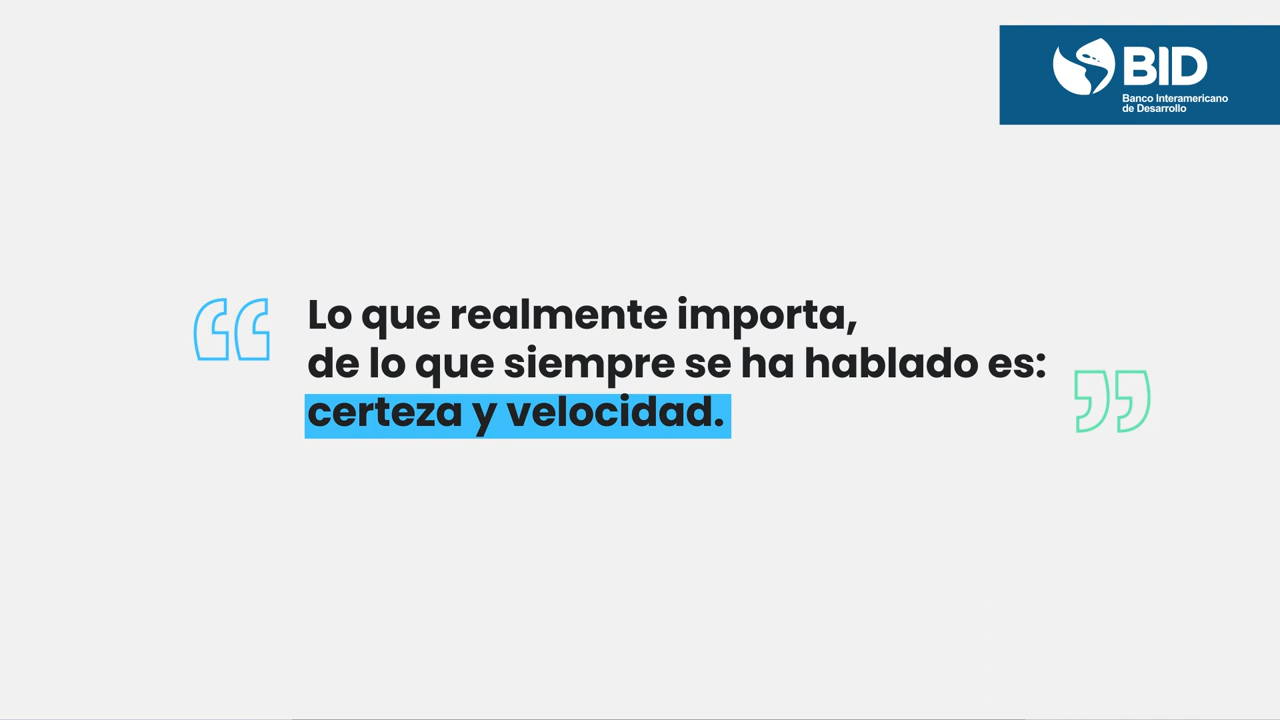 BID
Banco Interamericano
de Desarrollo
“ Lo que realmente importa,
de lo que siempre se ha hablado es:
certeza y velocidad. ”